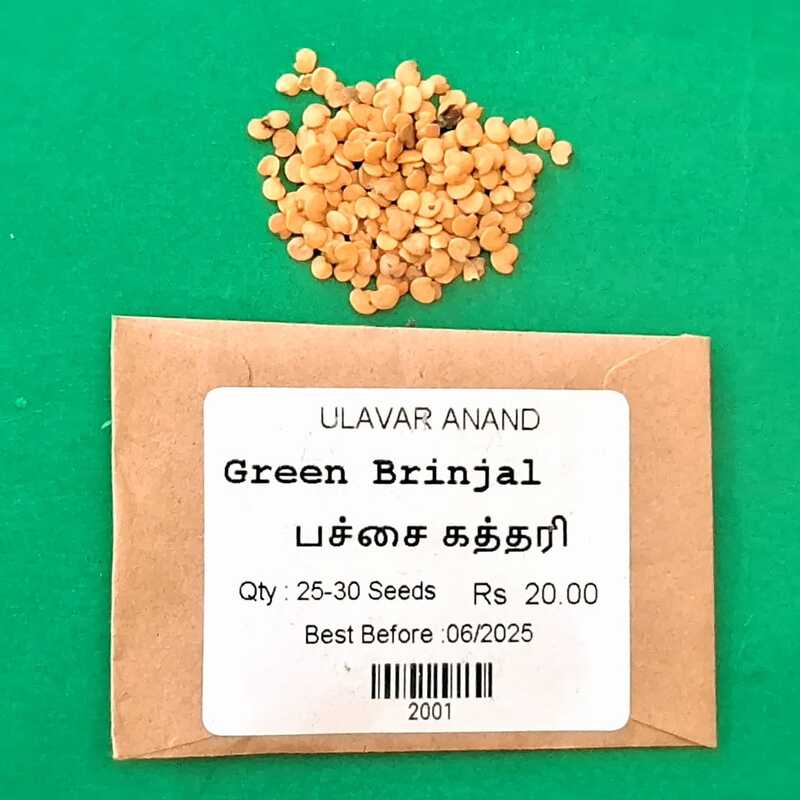 ULAVAR ANAND
Green Brinjal
பச்சை கத்தரி
Qty : 25-30 Seeds Rs 20.00
Best Before :06/2025
2001